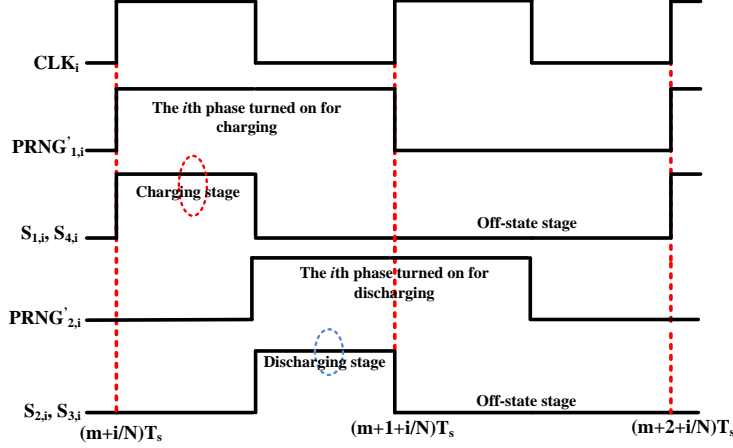 CLKi
The ith phase turned on for
charging
PRNG'1,i
Charging stage
S1,i, S4,i
Off-state stage
The ith phase turned on for
discharging
PRNG'2,i
Discharging stage
S2,i, S3,i
Off-state stage
(m+i/N)Ts
(m+1+i/N)Ts
(m+2+i/N)Ts